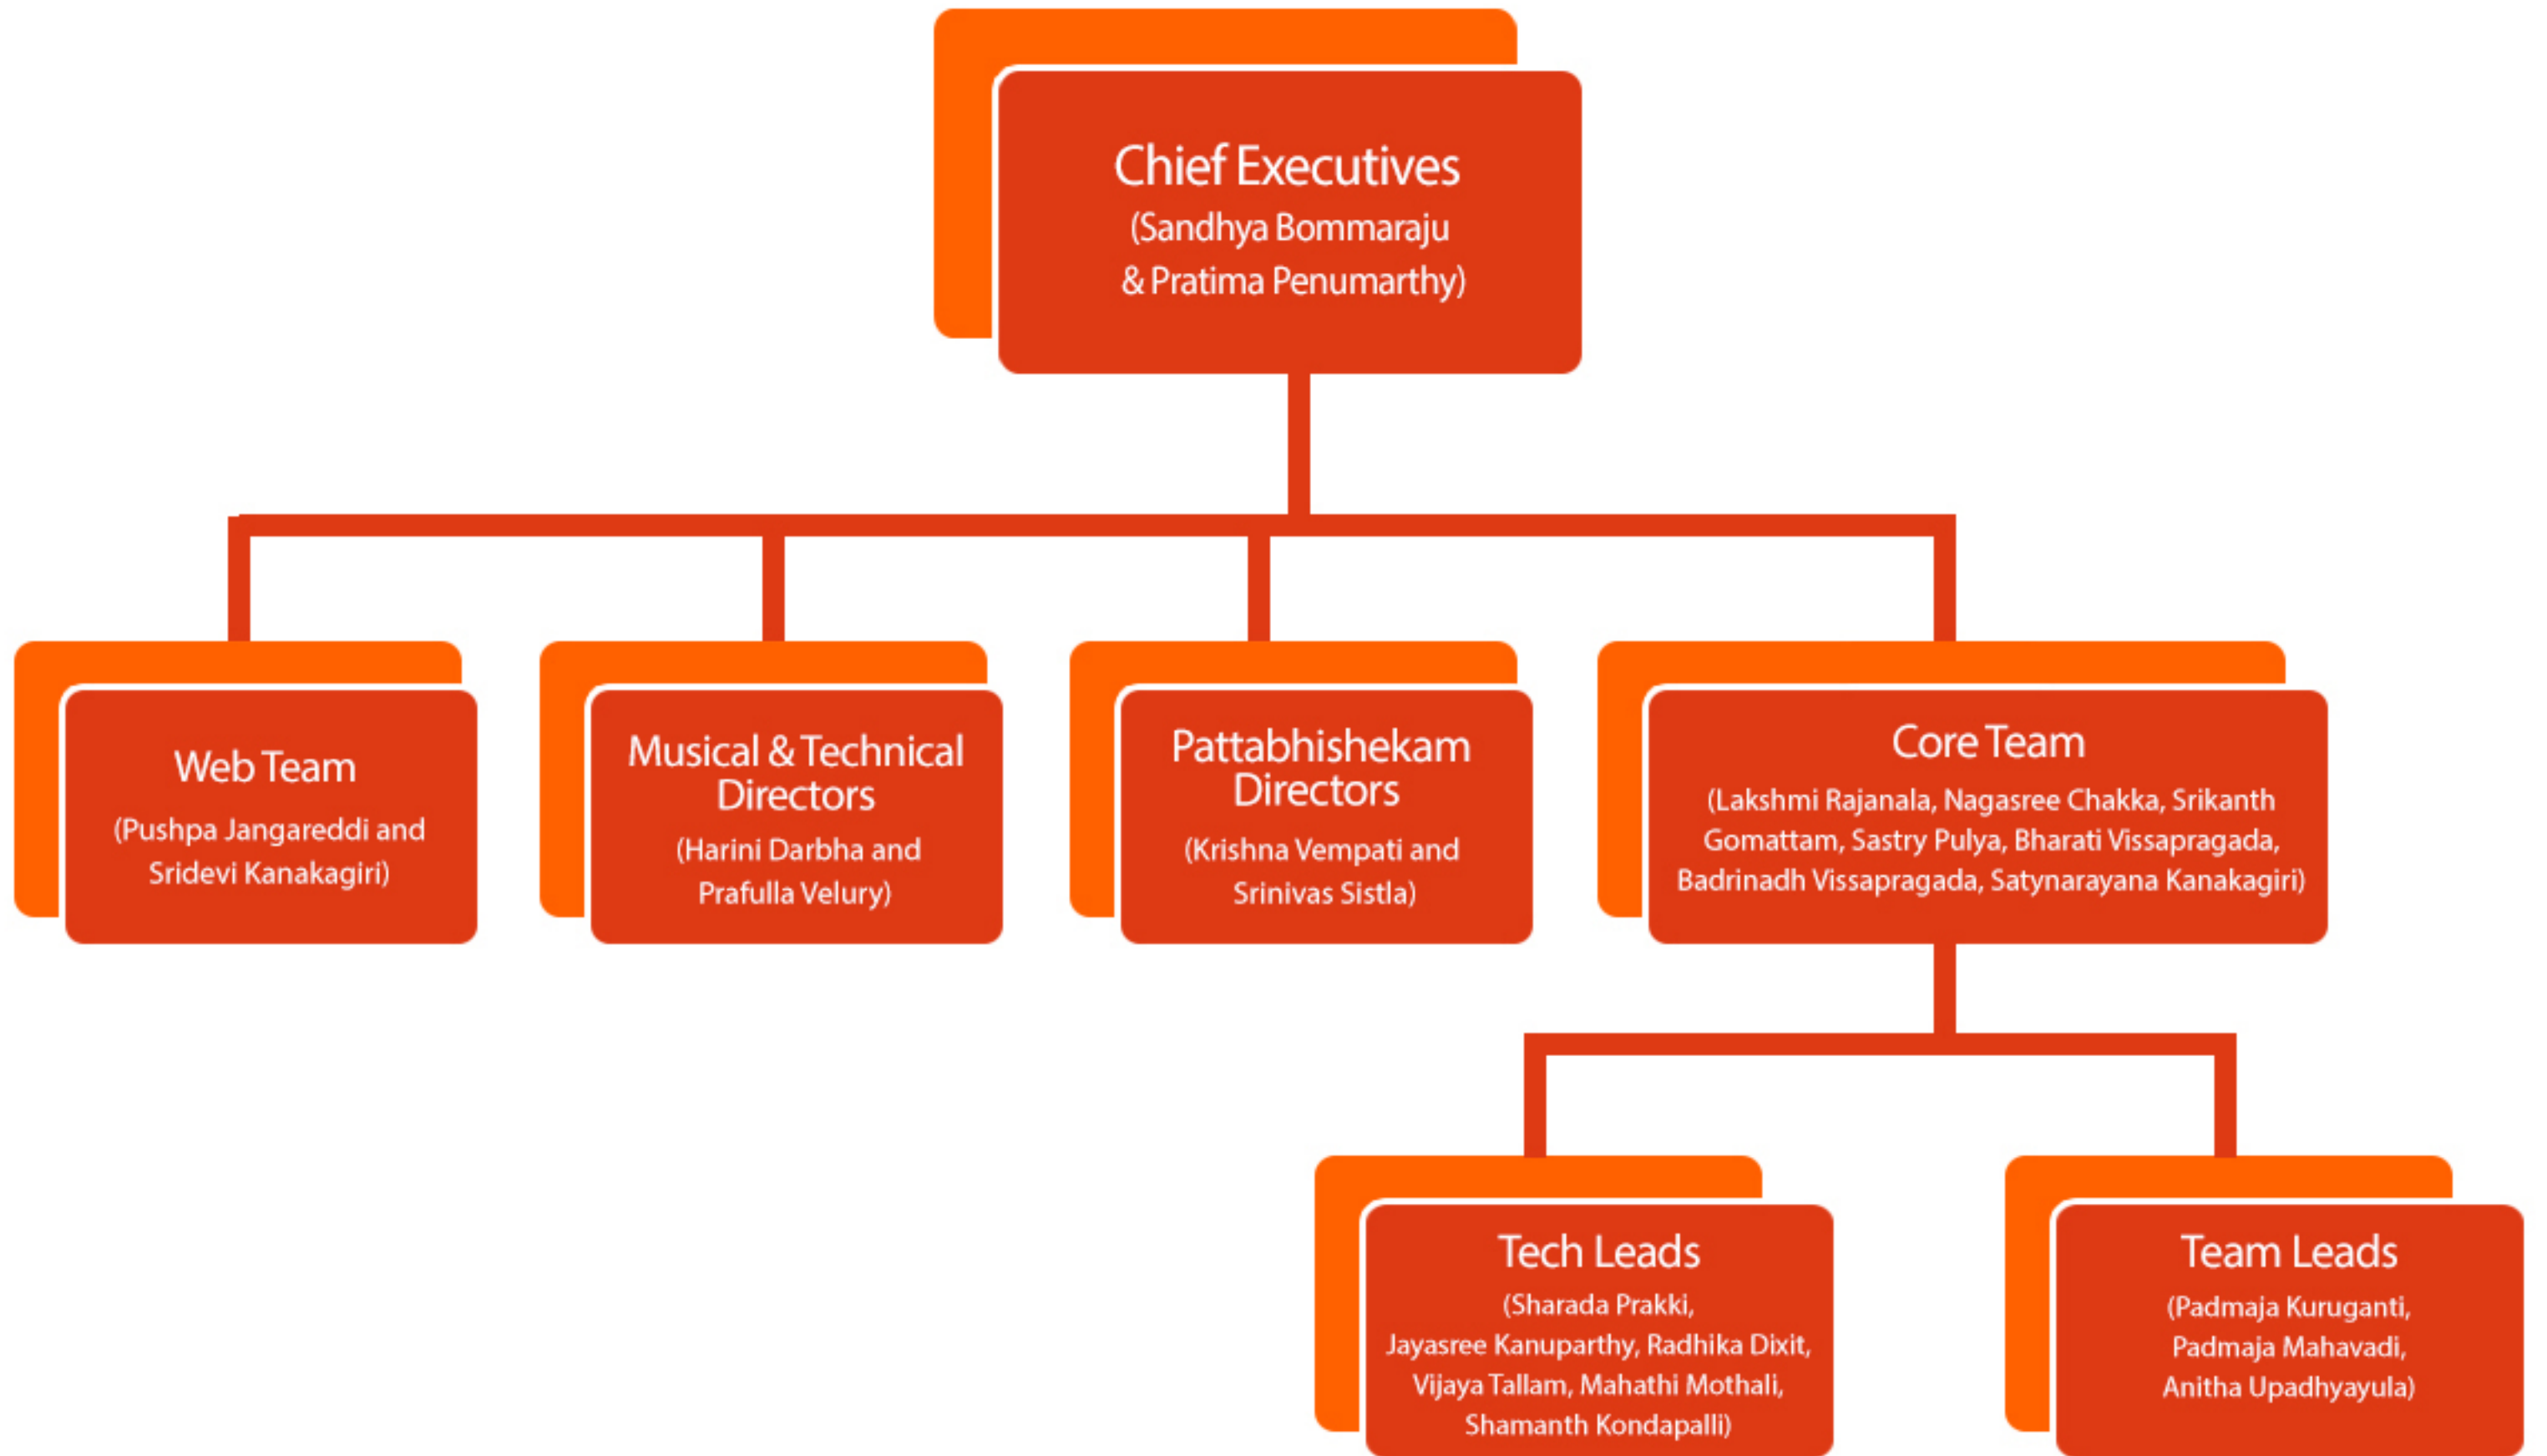 Chief Executives
(Sandhya Bommaraju
& Pratima Penumarthy)
Web Team
(Pushpa Jangareddi and
Sridevi Kanakagiri)
Musical & Technical
Directors
(Harini Darbha and
Prafulla Velury)
Pattabhishekam
Directors
(Krishna Vempati and
Srinivas Sistla)
Core Team
(Lakshmi Rajanala, Nagasree Chakka, Srikanth
Gomattam, Sastry Pulya, Bharati Vissapragada,
Badrinadh Vissapragada, Satynarayana Kanakagiri)
Tech Leads
(Sharada Prakki,
Jayasree Kanuparthy, Radhika Dixit,
Vijaya Tallam, Mahathi Mothali,
Shamanth Kondapalli)
Team Leads
(Padmaja Kuruganti,
Padmaja Mahavadi,
Anitha Upadhyayula)